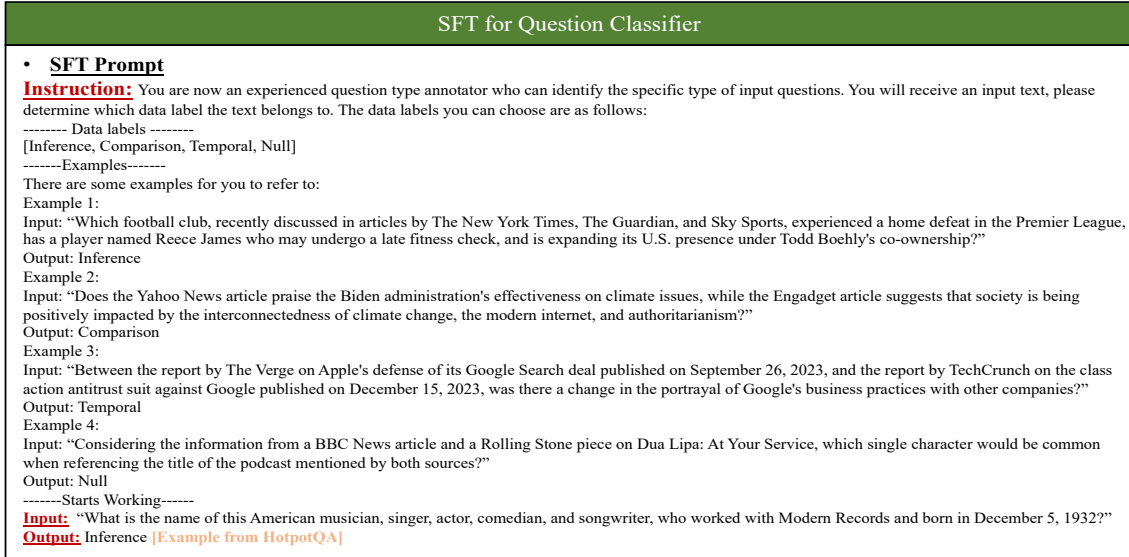 SFT for Question Classifier
• SFT Prompt
Instruction: You are now an experienced question type annotator who can identify the specific type of input questions. You will receive an input text, please
determine which data label the text belongs to. The data labels you can choose are as follows:
-------- Data labels --------
[Inference, Comparison, Temporal, Null]
-------Examples-------
There are some examples for you to refer to:
Example 1:
Input: “Which football club, recently discussed in articles by The New York Times, The Guardian, and Sky Sports, experienced a home defeat in the Premier League,
has a player named Reece James who may undergo a late fitness check, and is expanding its U.S. presence under Todd Boehly's co-ownership?”
Output: Inference
Example 2:
Input: “Does the Yahoo News article praise the Biden administration's effectiveness on climate issues, while the Engadget article suggests that society is being
positively impacted by the interconnectedness of climate change, the modern internet, and authoritarianism?”
Output: Comparison
Example 3:
Input: “Between the report by The Verge on Apple's defense of its Google Search deal published on September 26, 2023, and the report by TechCrunch on the class
action antitrust suit against Google published on December 15, 2023, was there a change in the portrayal of Google's business practices with other companies?”
Output: Temporal
Example 4:
Input: “Considering the information from a BBC News article and a Rolling Stone piece on Dua Lipa: At Your Service, which single character would be common
when referencing the title of the podcast mentioned by both sources?”
Output: Null
-------Starts Working------
Input: “What is the name of this American musician, singer, actor, comedian, and songwriter, who worked with Modern Records and born in December 5, 1932?”
Output: Inference [Example from HotpotQA]